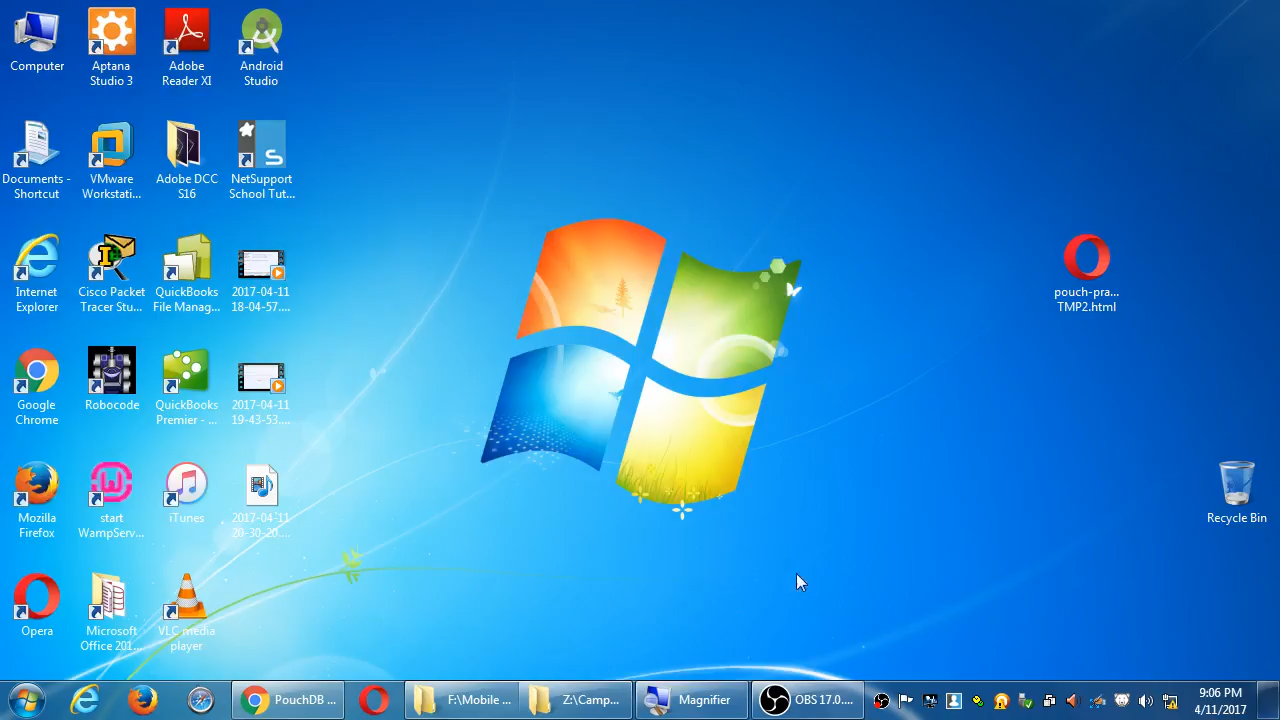 Computer
Aptana
Studio 3
Adobe
Reader XI
Android
Studio
Documents -
Shortcut
VMware
Workstati...
Adobe DCC
S16
NetSupport
School Tut...
Internet
Explorer
Cisco Packet
Tracer Stu...
QuickBooks
File Manag...
2017-04-11
18-04-57....
Google
Chrome
Robocode
QuickBooks
Premier - ...
2017-04-11
19-43-53....
Mozilla
Firefox
start
WampServ...
iTunes
2017-04-11
20-30-20....
Opera
Microsoft
Office 201...
VLC media
player
pouch-pra...
TMP2.html
Recycle Bin
PouchDB ...
F:\Mobile ...
Z:\Camp...
Magnifier
OBS 17.0....
9:06 PM
4/11/2017